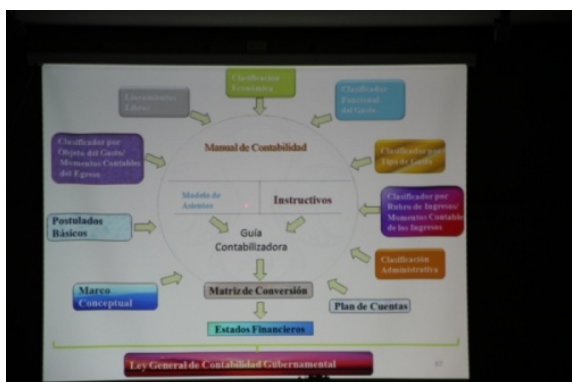 Clasificación
Económica
Lineamientos
Libros
Clasificador
Funcional
del Gasto
Clasificador por
Objeto del Gasto/
Momentos Contables
del Egreso
Manual de Contabilidad
Clasificador por
Tipo de Gasto
Modelo de
Asientos
Instructivos
Clasificador por
Rubro de Ingresos/
Momentos Contable
de los Ingresos
Postulados
Básicos
Guía
Contabilizadora
Clasificación
Administrativa
Marco
Conceptual
Matriz de Conversión
Plan de Cuentas
Estados Financieros
Ley General de Contabilidad Gubernamental